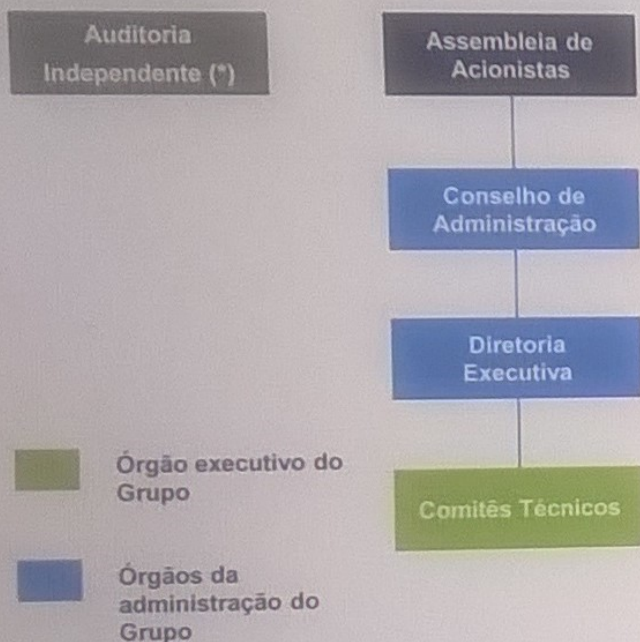 Auditoria
Independente (*)
Assembleia de
Acionistas
Conselho de
Administração
Diretoria
Executiva
Comitês Técnicos
Órgão executivo do
Grupo
Órgãos da
administração do
Grupo